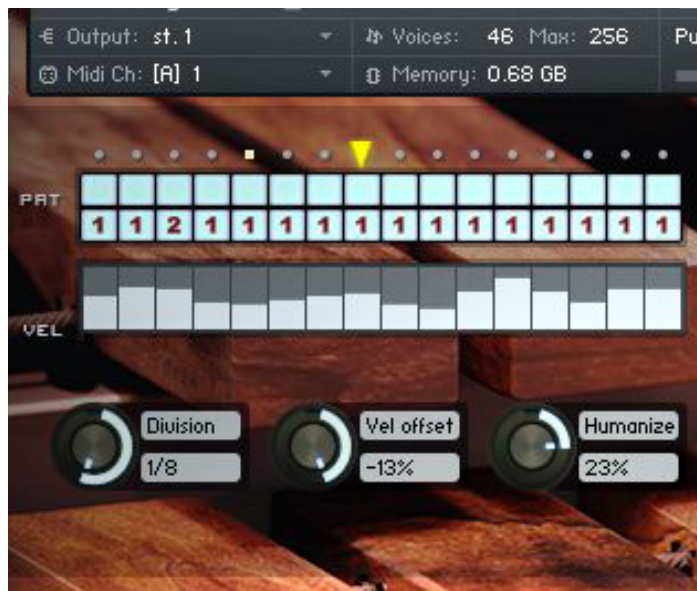 Output: st.1 Voices: 46 Max: 256 Pu
Midi Ch: [A] 1 Memory: 0.68 GB
PAT
1 1 2 1 1 1 1 1 1 1 1 1 1 1 1 1
VEL
Division Vel offset Humanize
1/8 -13% 23%